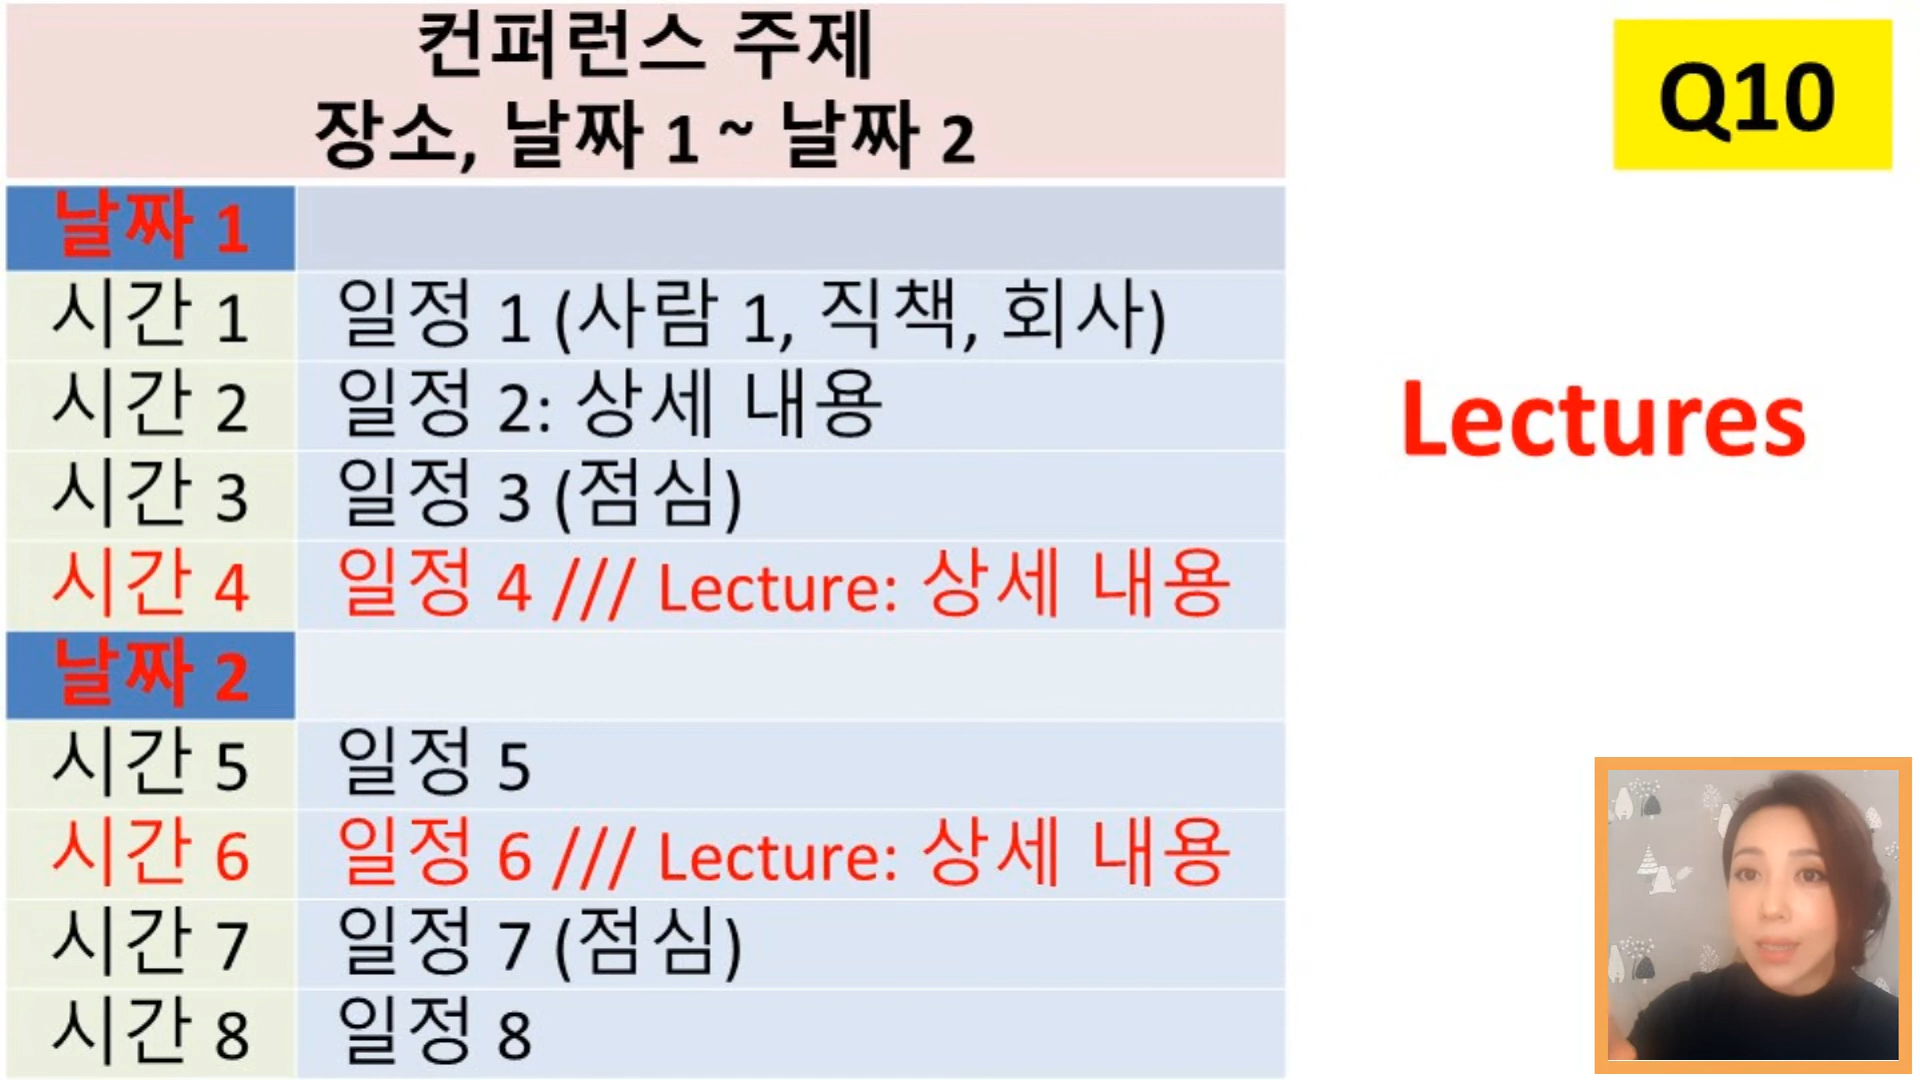 컨퍼런스 주제
장소, 날짜 1 ~ 날짜 2
Q10
날짜 1
시간 1 일정 1 (사람 1, 직책, 회사)
시간 2 일정 2: 상세 내용
시간 3 일정 3 (점심)
시간 4 일정 4 /// Lecture: 상세 내용
날짜 2
시간 5 일정 5
시간 6 일정 6 /// Lecture: 상세 내용
시간 7 일정 7 (점심)
시간 8 일정 8
Lectures